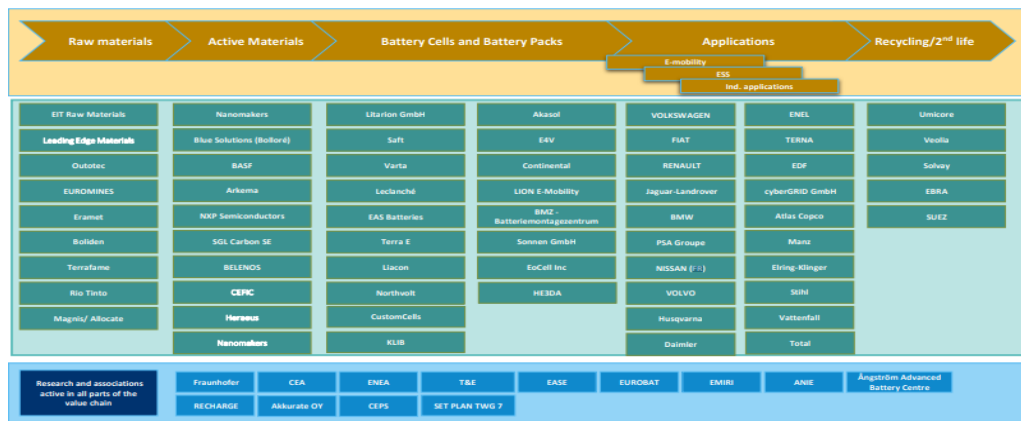 Raw materials
Active Materials
Battery Cells and Battery Packs
Applications
Recycling/2nd life
E-mobility
ESS
Ind. applications
EIT Raw Materials
Leading Edge Materials
Outotec
EUROMINES
Eramet
Boliden
Terrafame
Rio Tinto
Magnis/ Allocate
Nanomakers
Blue Solutions (Bolloré)
BASF
Arkema
NXP Semiconductors
SGL Carbon SE
BELENOS
CEFIC
Heraeus
Nanomakers
Litarion GmbH
Saft
Varta
Leclanché
EAS Batteries
Terra E
Liacon
Northvolt
CustomCells
KLIB
Akasol
E4V
Continental
LION E-Mobility
BMZ -
Batteriemontagezentrum
Sonnen GmbH
EoCell Inc
HE3DA
VOLKSWAGEN
FIAT
RENAULT
Jaguar-Landrover
BMW
PSA Groupe
NISSAN
VOLVO
Husqvarna
Daimler
ENEL
TERNA
EDF
cyberGRID GmbH
Atlas Copco
Manz
Elring-Klinger
Stihl
Vattenfall
Total
Umicore
Veolia
Solvay
EBRA
SUEZ
Research and associations
active in all parts of the
value chain
Fraunhofer
CEA
ENEA
T&E
EASE
EUROBAT
EMIRI
ANIE
Ångström Advanced
Battery Centre
RECHARGE
Akkurate OY
CEPS
SET PLAN TWG 7